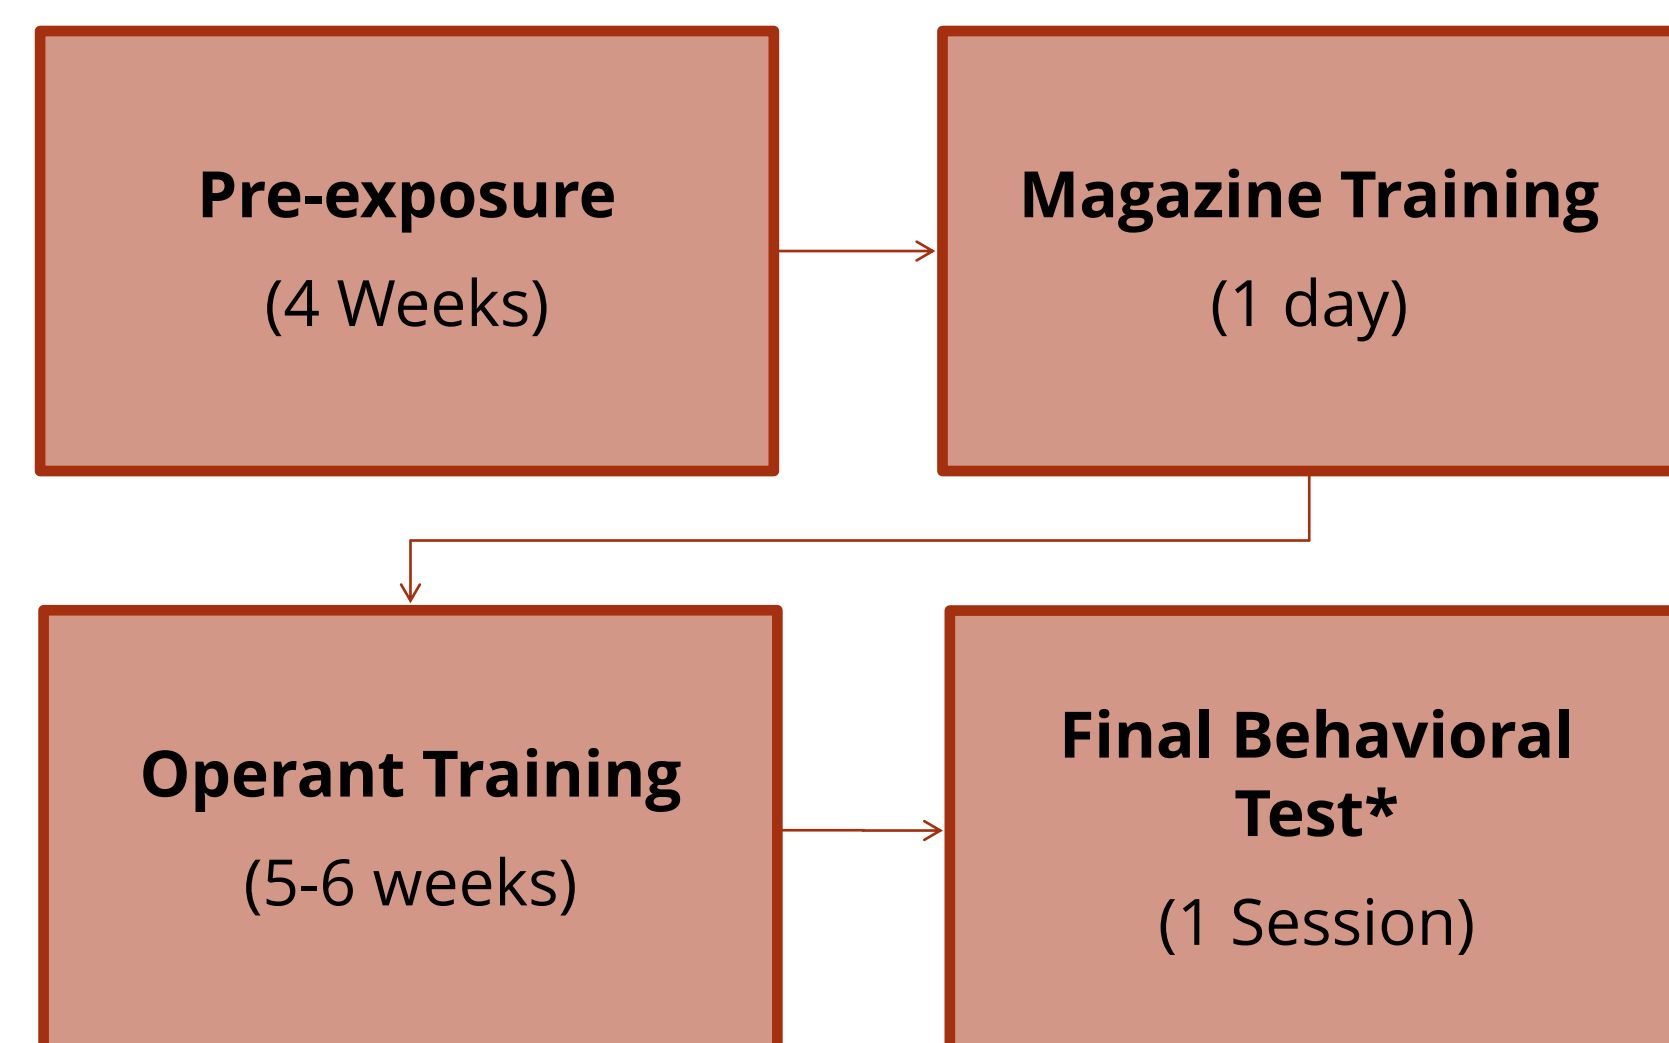 Pre-exposure
(4 Weeks)
Magazine Training
(1 day)
Operant Training
(5-6 weeks)
Final Behavioral
Test*
(1 Session)